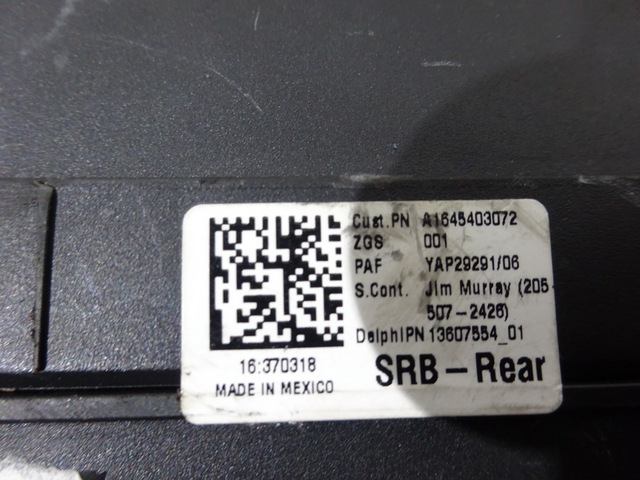 Cust.PN A1645403072
ZGS 001
PAF YAP29291/06
S.Cont. Jim Murray (205-
507-2426)
DelphiPN 13607554_01
16:370318
SRB-Rear
MADE IN MEXICO